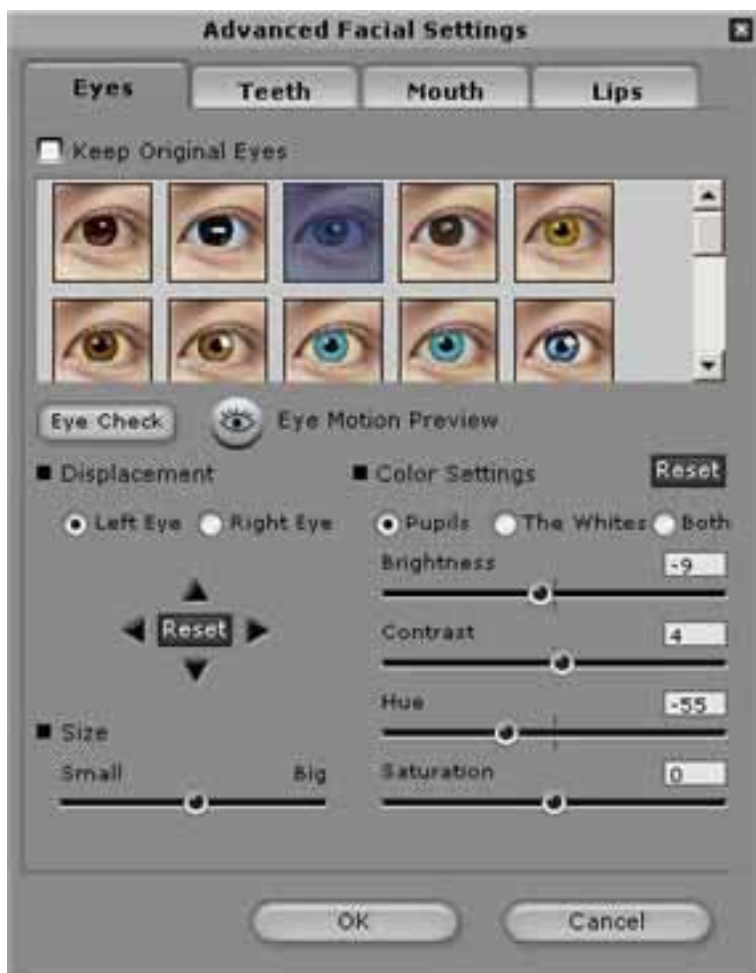 Advanced Facial Settings
Eyes Teeth Mouth Lips
Keep Original Eyes
Eye Check Eye Motion Preview
Displacement Color Settings Reset
Left Eye Right Eye Pupils The Whites Both
Brightness -9
Reset Contrast 4
Hue -55
Size
Small Big Saturation 0
OK Cancel